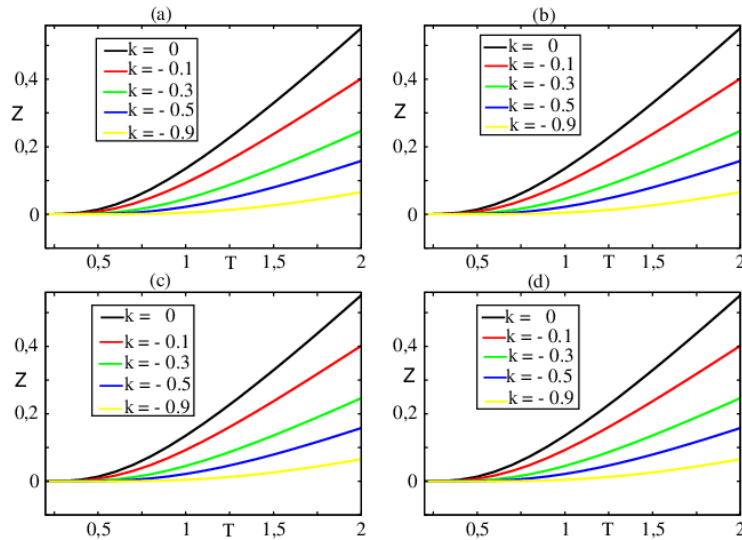 (a)
k = 0
k = - 0.1
k = - 0.3
k = - 0.5
k = - 0.9
0,4
Z
0,2
0
0,5
1
T
1,5
2
(b)
k = 0
k = - 0.1
k = - 0.3
k = - 0.5
k = - 0.9
0,4
Z
0,2
0
0,5
1
T
1,5
2
(c)
k = 0
k = - 0.1
k = - 0.3
k = - 0.5
k = - 0.9
0,4
Z
0,2
0
0,5
1
T
1,5
2
(d)
k = 0
k = - 0.1
k = - 0.3
k = - 0.5
k = - 0.9
0,4
Z
0,2
0
0,5
1
T
1,5
2